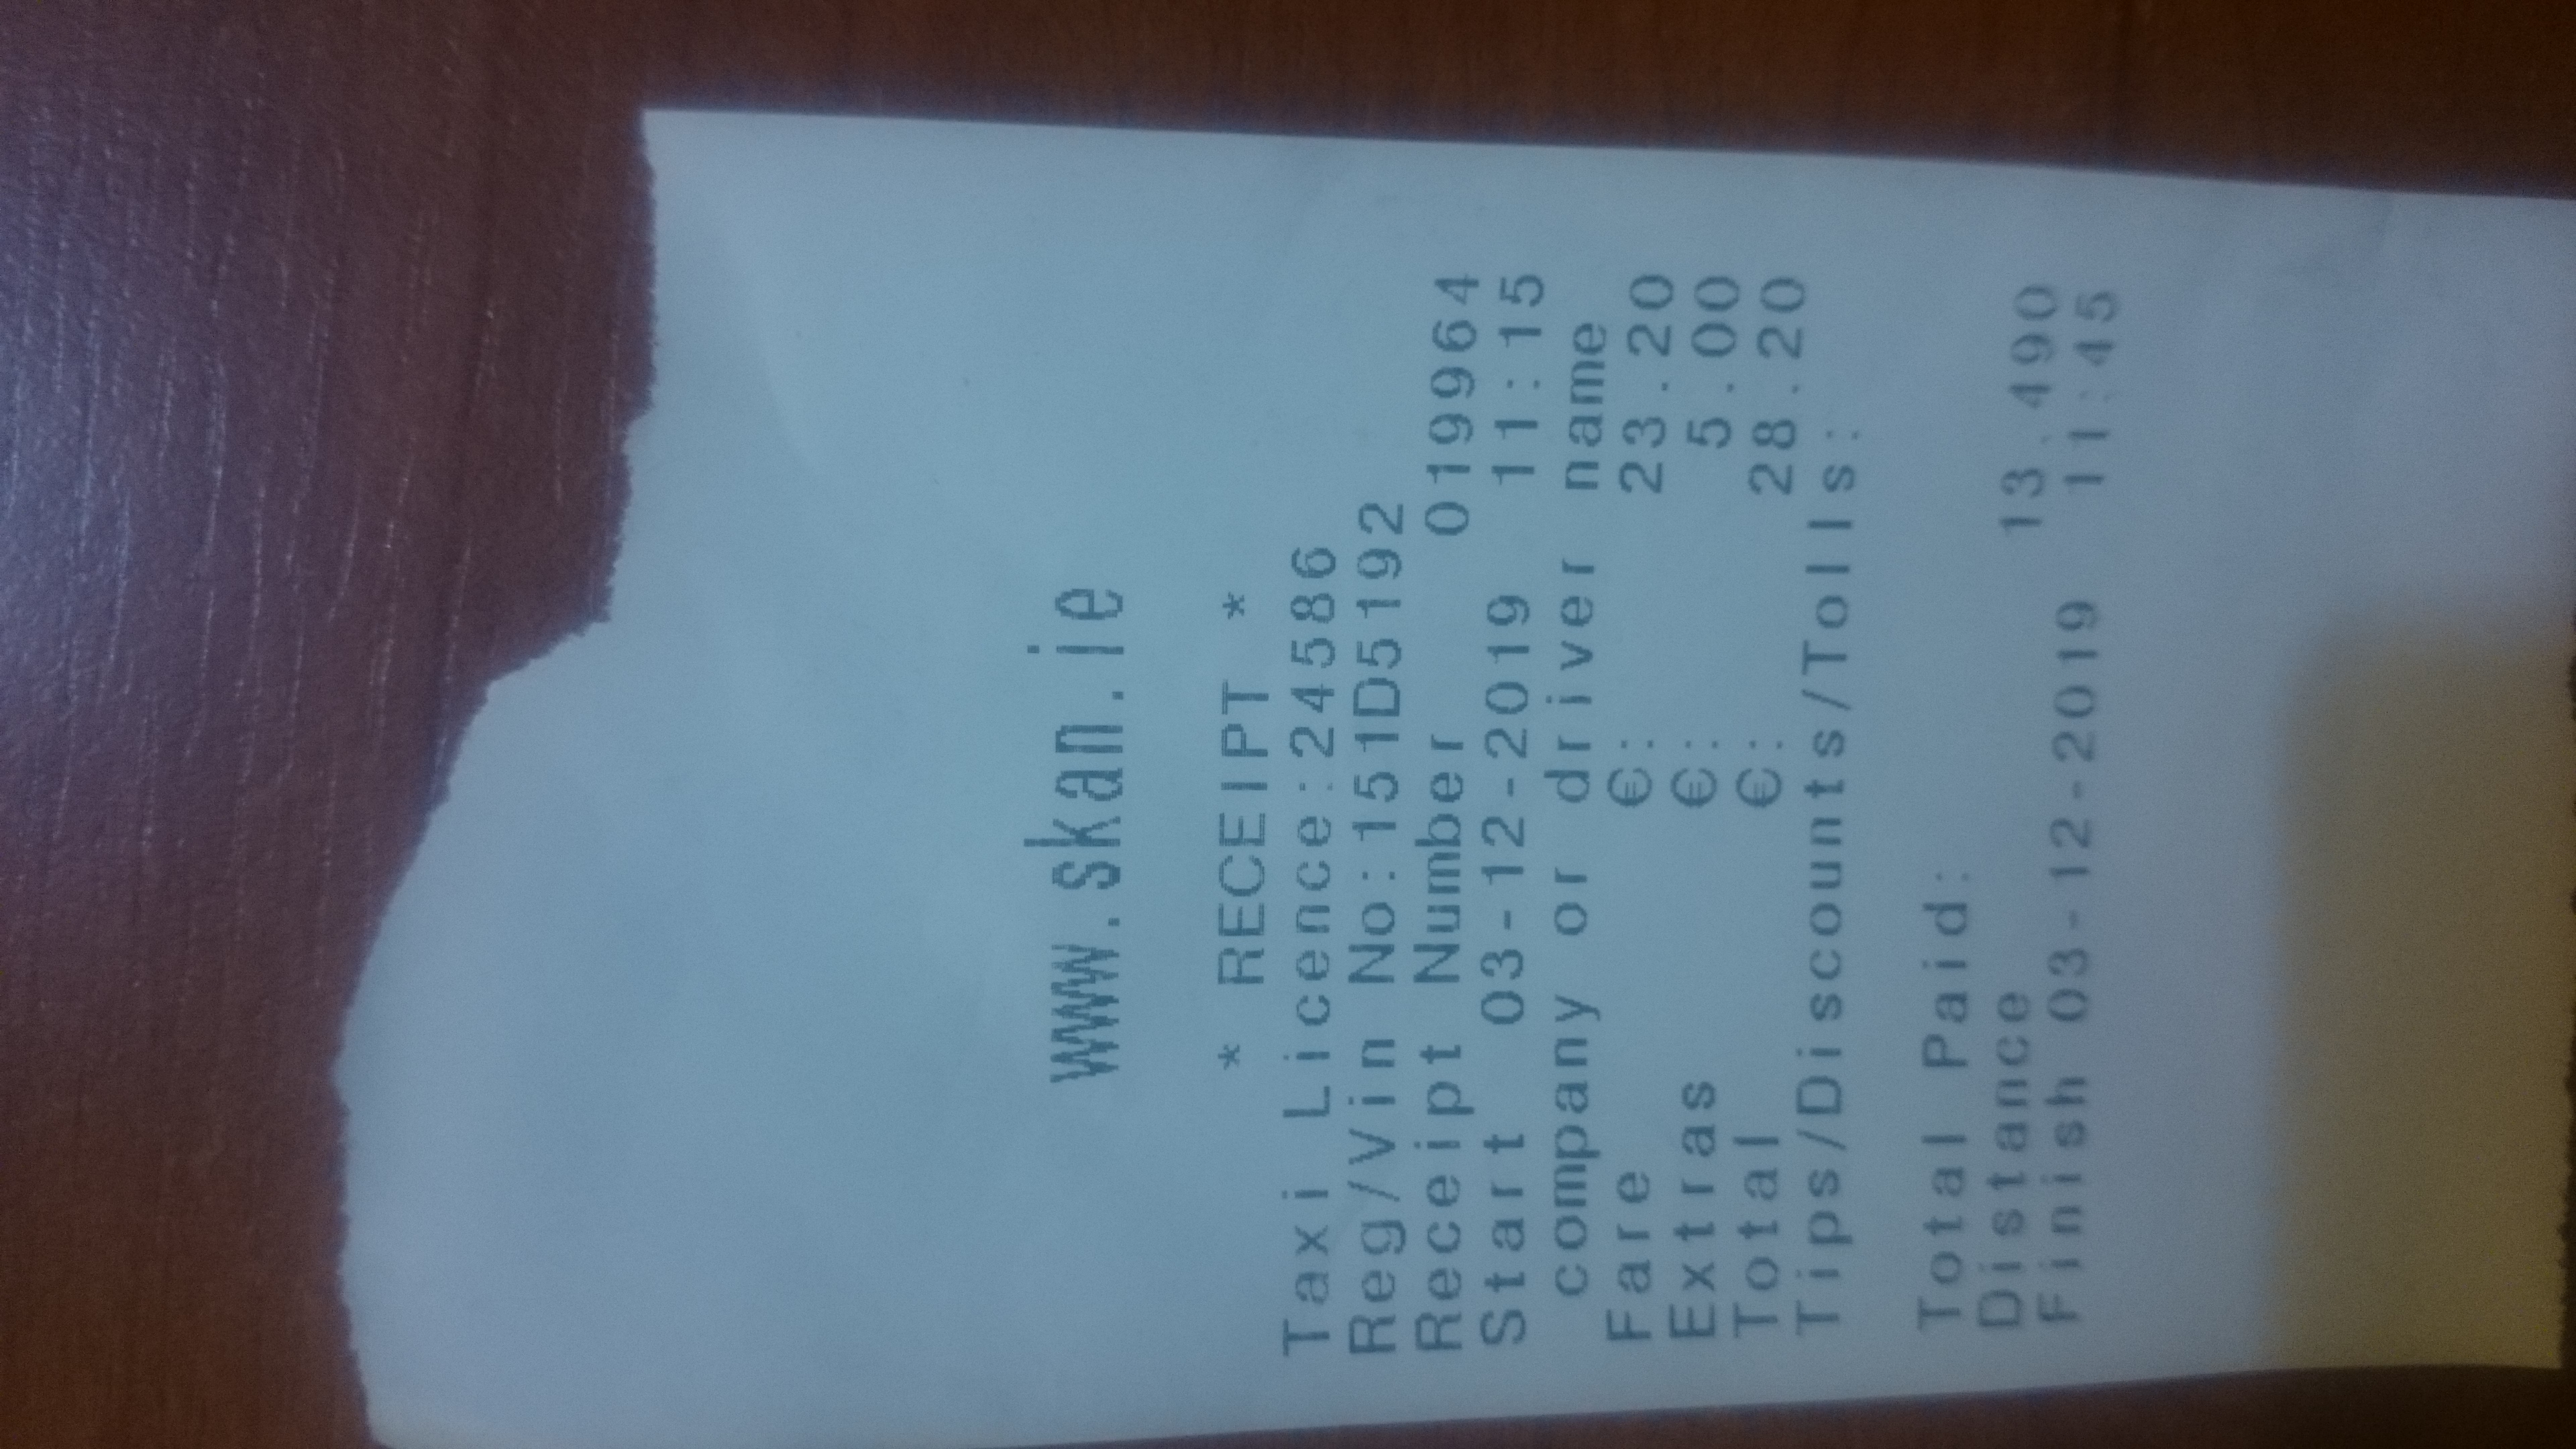 www.skan.ie
* RECEIPT *
Taxi Licence:24586
Reg/Vin No:151D5192
Receipt Number 019964
Start 03-12-2019 11:15
company or driver name
Fare €: 23.20
Extras €: 5.00
Total €: 28.20
Tips/Discounts/Tolls:
Total Paid:
Distance 13.490
Finish 03-12-2019 11:45